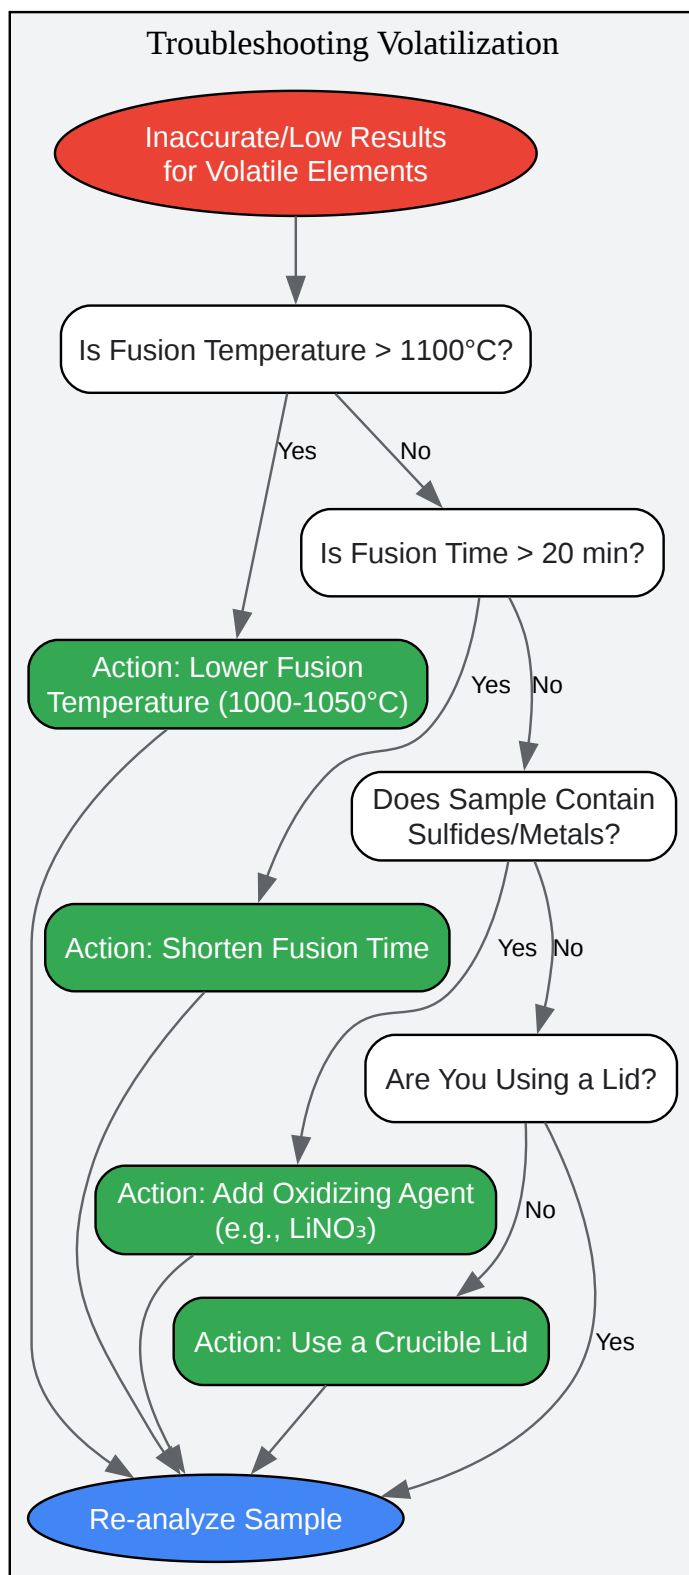 Troubleshooting Volatilization
Inaccurate/Low Results
for Volatile Elements
Is Fusion Temperature > 1100°C?
Yes
No
Is Fusion Time > 20 min?
Action: Lower Fusion
Temperature (1000-1050°C)
Yes
No
Does Sample Contain
Sulfides/Metals?
Action: Shorten Fusion Time
Yes
No
Are You Using a Lid?
Action: Add Oxidizing Agent
(e.g., LiNO₃)
No
Action: Use a Crucible Lid
Yes
Re-analyze Sample